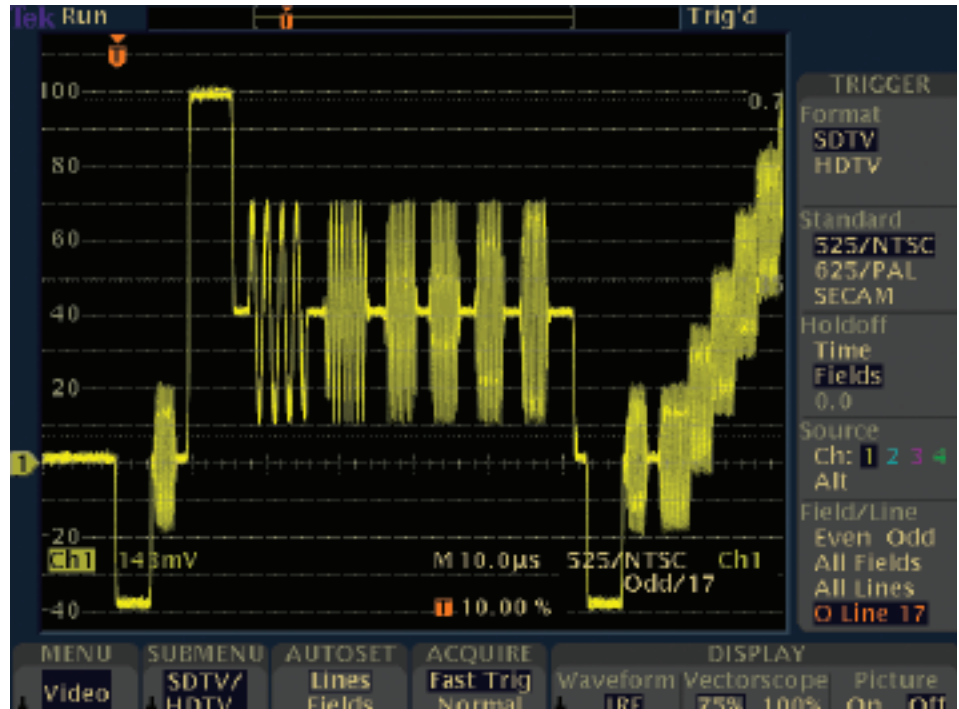 Tek Run
Trig'd
T
T
100
0.7
80
60
40
20
1
-20
Ch1 143mV
M 10.0µs
525/NTSC Ch1
Odd/17
T 10.00 %
-40
TRIGGER
Format
SDTV
HDTV
Standard
525/NTSC
625/PAL
SECAM
Holdoff
Time
Fields
0.0
Source
Ch: 1 2 3 4
Alt
Field/Line
Even Odd
All Fields
All Lines
O Line 17
MENU
Video
SUBMENU
SDTV/
HDTV
AUTOSET
Lines
Fields
ACQUIRE
Fast Trig
Normal
DISPLAY
Waveform Vectorscope Picture
IRE 75% 100% On Off